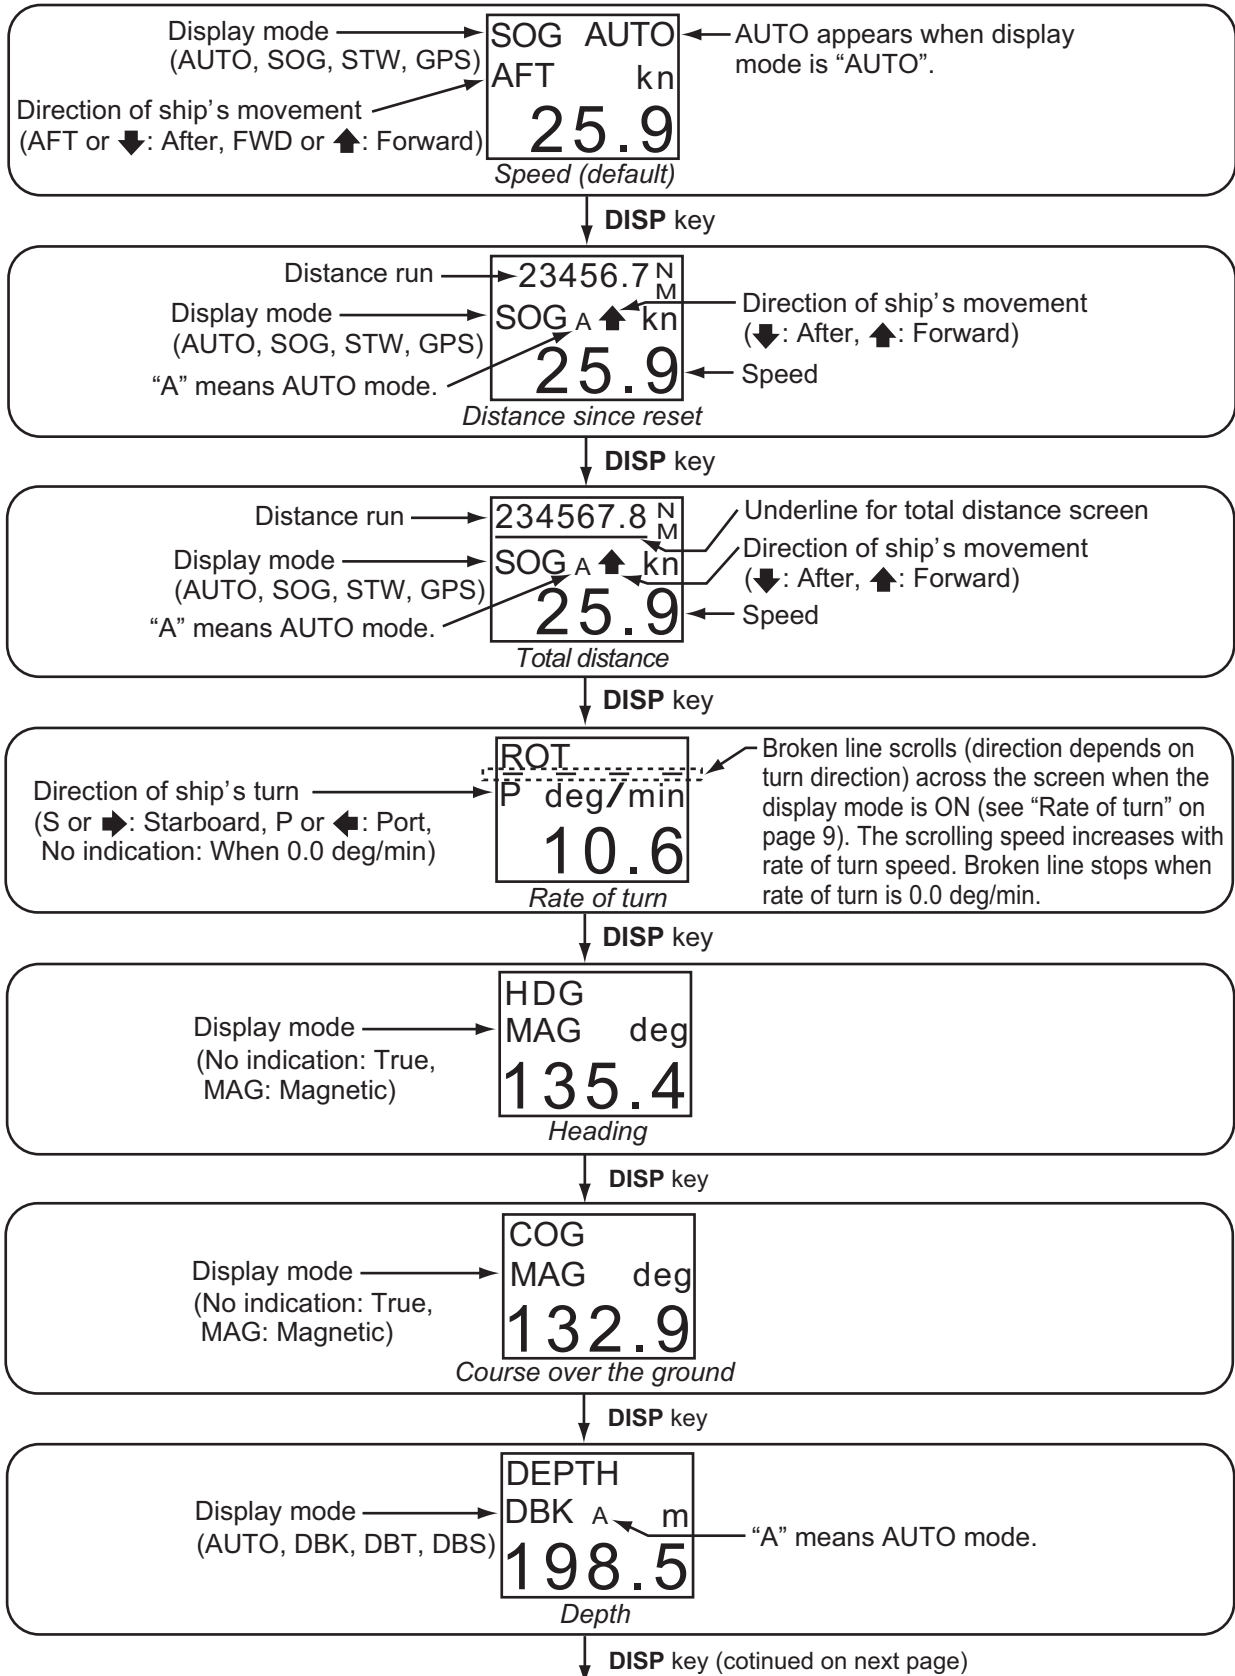 Display mode
(AUTO, SOG, STW, GPS)
Direction of ship's movement
(AFT or 🡇: After, FWD or 🡅: Forward)
SOG AUTO
AFT kn
25.9
AUTO appears when display
mode is “AUTO”.
Speed (default)
DISP key
Distance run
Display mode
(AUTO, SOG, STW, GPS)
“A” means AUTO mode.
23456.7 NM
SOG A 🡅 kn
25.9
Direction of ship's movement
(🡇: After, 🡅: Forward)
Speed
Distance since reset
DISP key
Distance run
Display mode
(AUTO, SOG, STW, GPS)
“A” means AUTO mode.
234567.8 NM
SOG A 🡅 kn
25.9
Underline for total distance screen
Direction of ship's movement
(🡇: After, 🡅: Forward)
Speed
Total distance
DISP key
Direction of ship's turn
(S or 🡆: Starboard, P or 🡄: Port,
No indication: When 0.0 deg/min)
ROT
P deg/min
10.6
Broken line scrolls (direction depends on
turn direction) across the screen when the
display mode is ON (see “Rate of turn” on
page 9). The scrolling speed increases with
rate of turn speed. Broken line stops when
rate of turn is 0.0 deg/min.
Rate of turn
DISP key
Display mode
(No indication: True,
MAG: Magnetic)
HDG
MAG deg
135.4
Heading
DISP key
Display mode
(No indication: True,
MAG: Magnetic)
COG
MAG deg
132.9
Course over the ground
DISP key
Display mode
(AUTO, DBK, DBT, DBS)
DEPTH
DBK A m
198.5
“A” means AUTO mode.
Depth
DISP key (cotinued on next page)